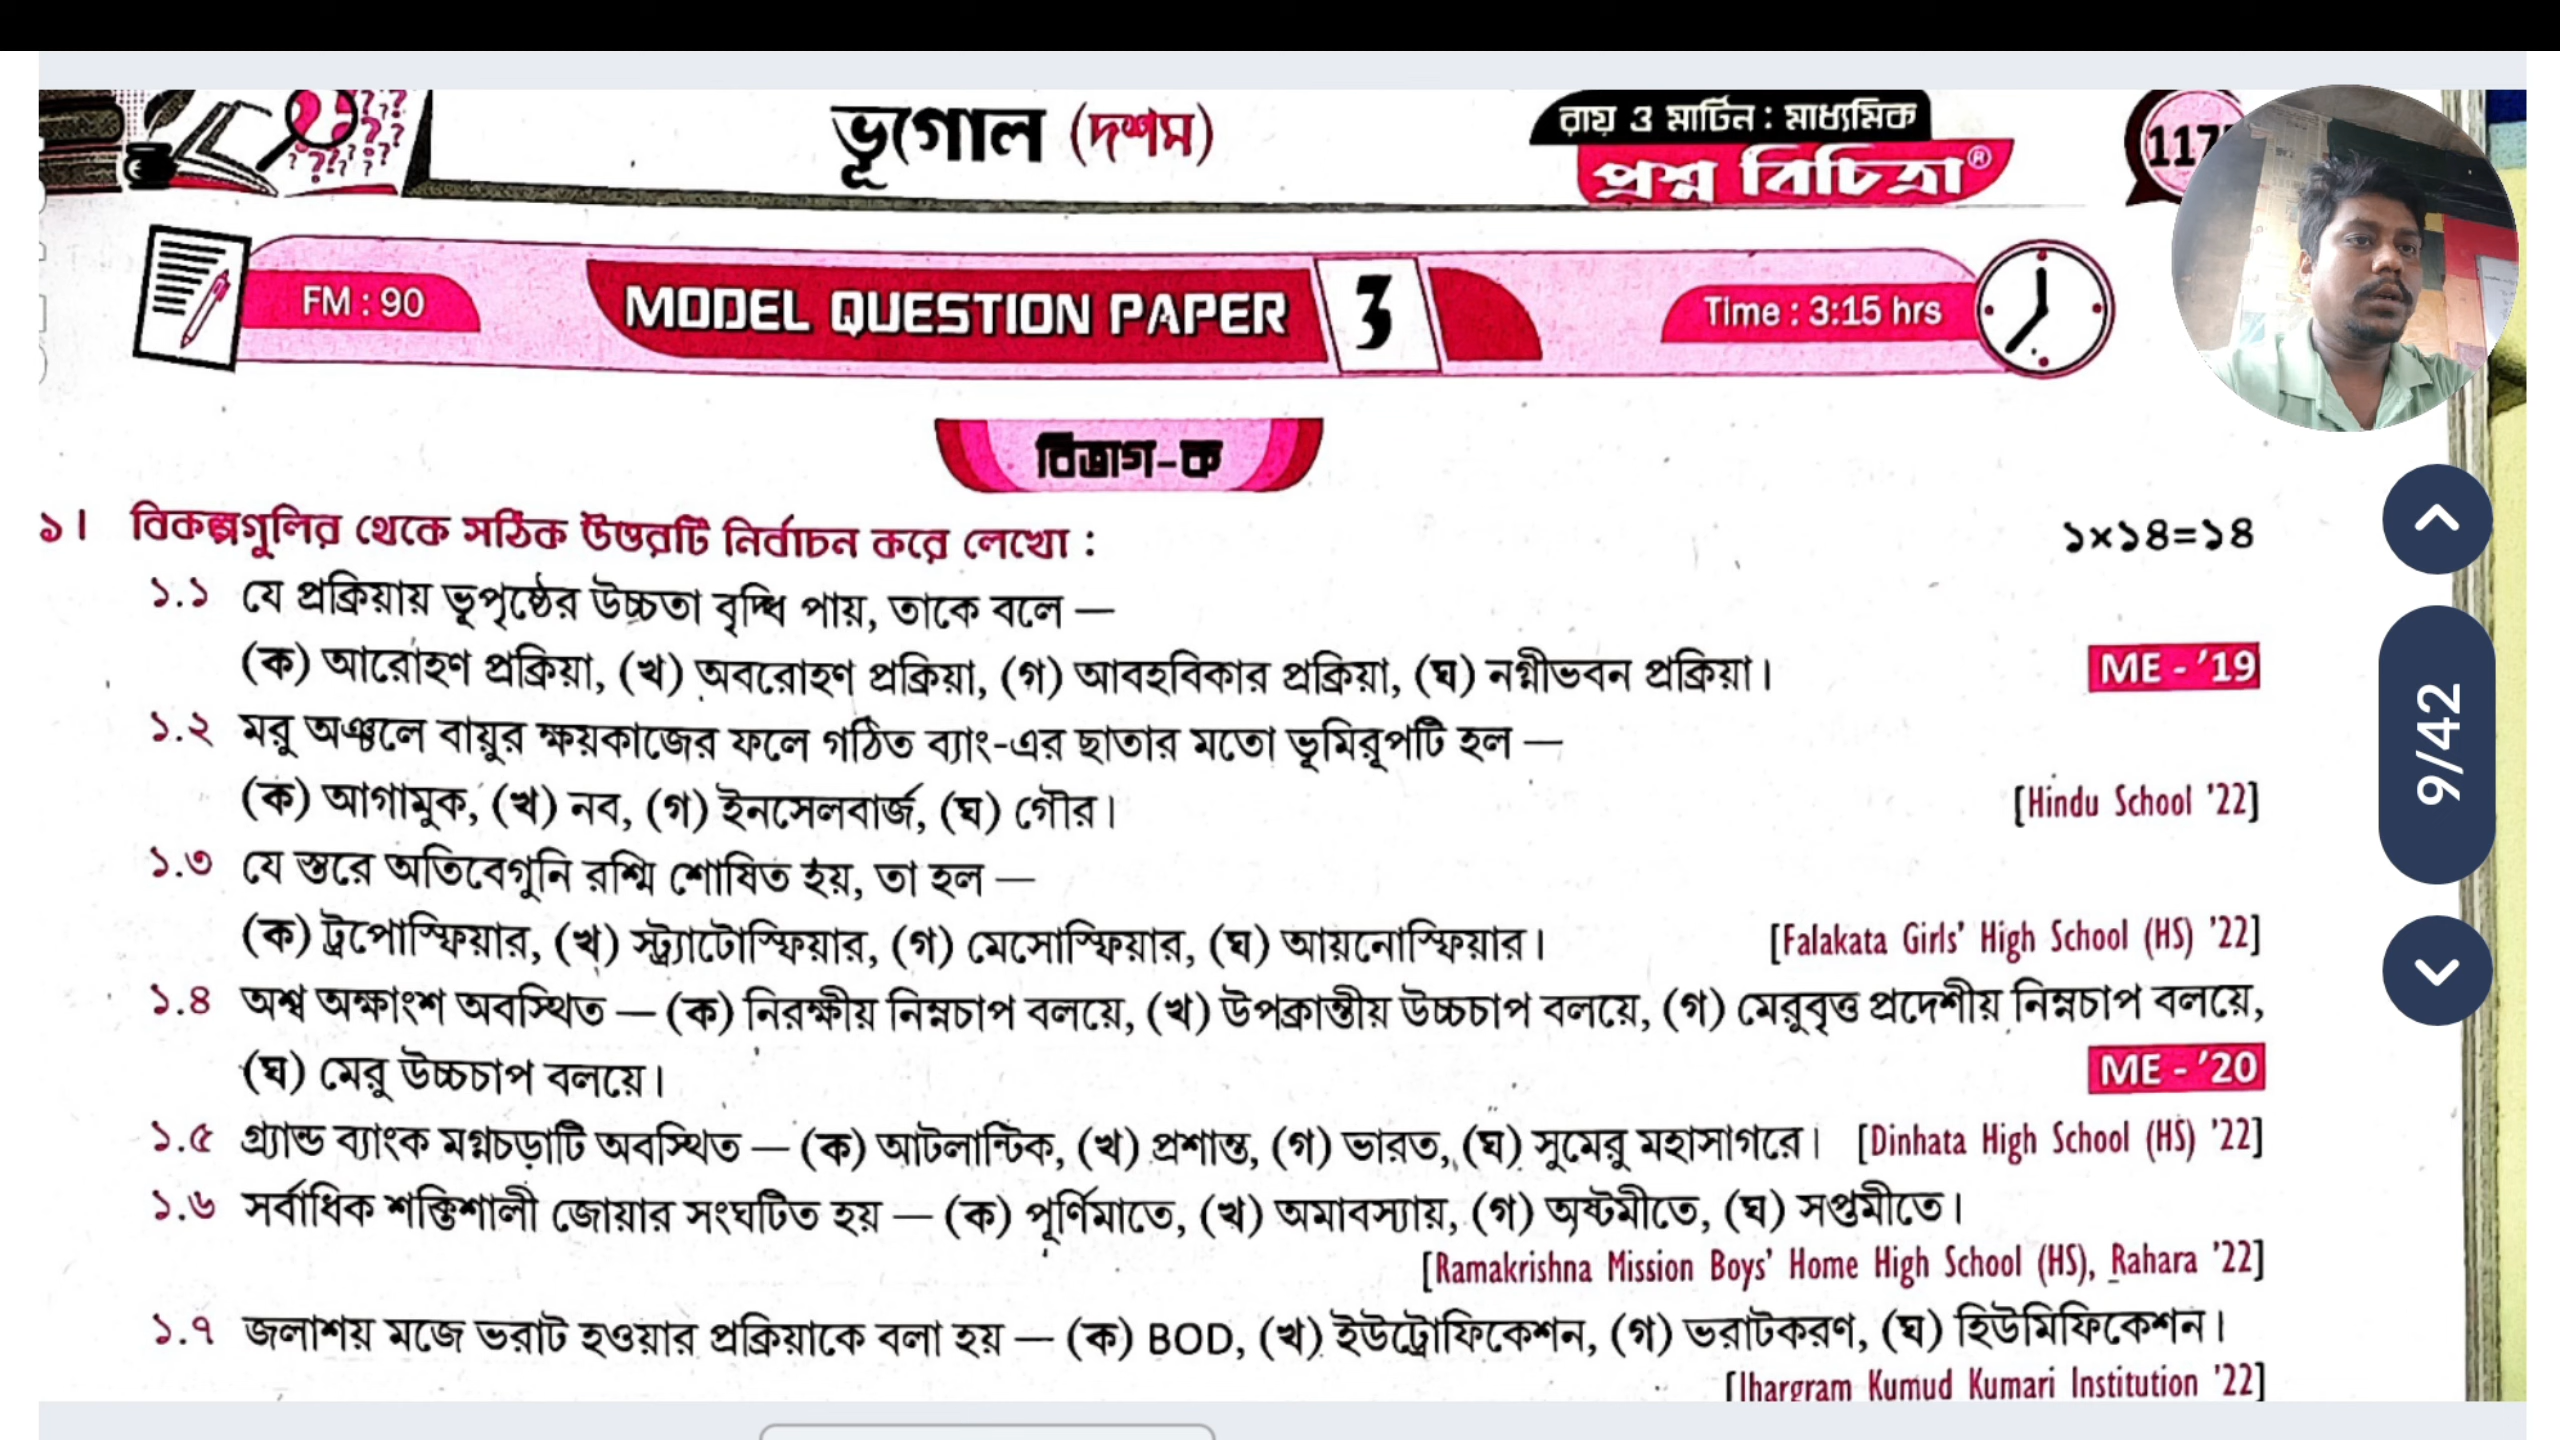 ভূগোল (দশম)
রায় ও মার্টিন : মাধ্যমিক
প্রশ্ন বিচিত্রা®
117
FM : 90
MODEL QUESTION PAPER 3
Time : 3:15 hrs
বিভাগ-ক
১। বিকল্পগুলির থেকে সঠিক উত্তরটি নির্বাচন করে লেখো : ১×১৪=১৪
১.১ যে প্রক্রিয়ায় ভূপৃষ্ঠের উচ্চতা বৃদ্ধি পায়, তাকে বলে —
(ক) আরোহণ প্রক্রিয়া, (খ) অবরোহণ প্রক্রিয়া, (গ) আবহবিকার প্রক্রিয়া, (ঘ) নগ্নীভবন প্রক্রিয়া। ME - '19
১.২ মরু অঞ্চলে বায়ুর ক্ষয়কাজের ফলে গঠিত ব্যাং-এর ছাতার মতো ভূমিরূপটি হল —
(ক) আগামুক, (খ) নব, (গ) ইনসেলবার্জ, (ঘ) গৌর। [Hindu School '22]
১.৩ যে স্তরে অতিবেগুনি রশ্মি শোষিত হয়, তা হল —
(ক) ট্রপোস্ফিয়ার, (খ) স্ট্র্যাটোস্ফিয়ার, (গ) মেসোস্ফিয়ার, (ঘ) আয়নোস্ফিয়ার। [Falakata Girls' High School (HS) '22]
১.৪ অশ্ব অক্ষাংশ অবস্থিত — (ক) নিরক্ষীয় নিম্নচাপ বলয়ে, (খ) উপক্রান্তীয় উচ্চচাপ বলয়ে, (গ) মেরুবৃত্ত প্রদেশীয় নিম্নচাপ বলয়ে,
(ঘ) মেরু উচ্চচাপ বলয়ে। ME - '20
১.৫ গ্র্যান্ড ব্যাংক মগ্নচড়াটি অবস্থিত — (ক) আটলান্টিক, (খ) প্রশান্ত, (গ) ভারত, (ঘ) সুমেরু মহাসাগরে। [Dinhata High School (HS) '22]
১.৬ সর্বাধিক শক্তিশালী জোয়ার সংঘটিত হয় — (ক) পূর্ণিমাতে, (খ) অমাবস্যায়, (গ) অষ্টমীতে, (ঘ) সপ্তমীতে।
[Ramakrishna Mission Boys' Home High School (HS), Rahara '22]
১.৭ জলাশয় মজে ভরাট হওয়ার প্রক্রিয়াকে বলা হয় — (ক) BOD, (খ) ইউট্রোফিকেশন, (গ) ভরাটকরণ, (ঘ) হিউমিফিকেশন।
[Jhargram Kumud Kumari Institution '22]
9/42